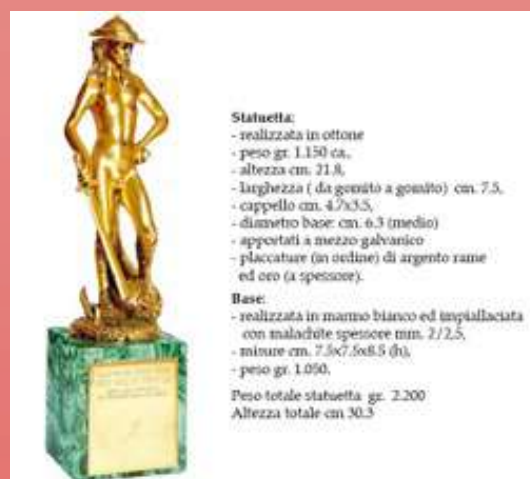 Statuetta:
- realizzata in ottone
- peso gr. 1.150 ca.,
- altezza cm. 21.8,
- larghezza ( da gomito a gomito) cm. 7.5,
- cappello cm. 4.7x3.5,
- diametro base: cm. 6.3 (medio)
- apportati a mezzo galvanico
- placcature (in ordine) di argento rame
ed oro (a spessore).
Base:
- realizzata in marmo bianco ed impiallacciata
con malachite spessore mm. 2/2,5,
- misure cm. 7.5x7.5x8.5 (h),
- peso gr. 1.050.
Peso totale statuetta gr. 2.200
Altezza totale cm 30.3